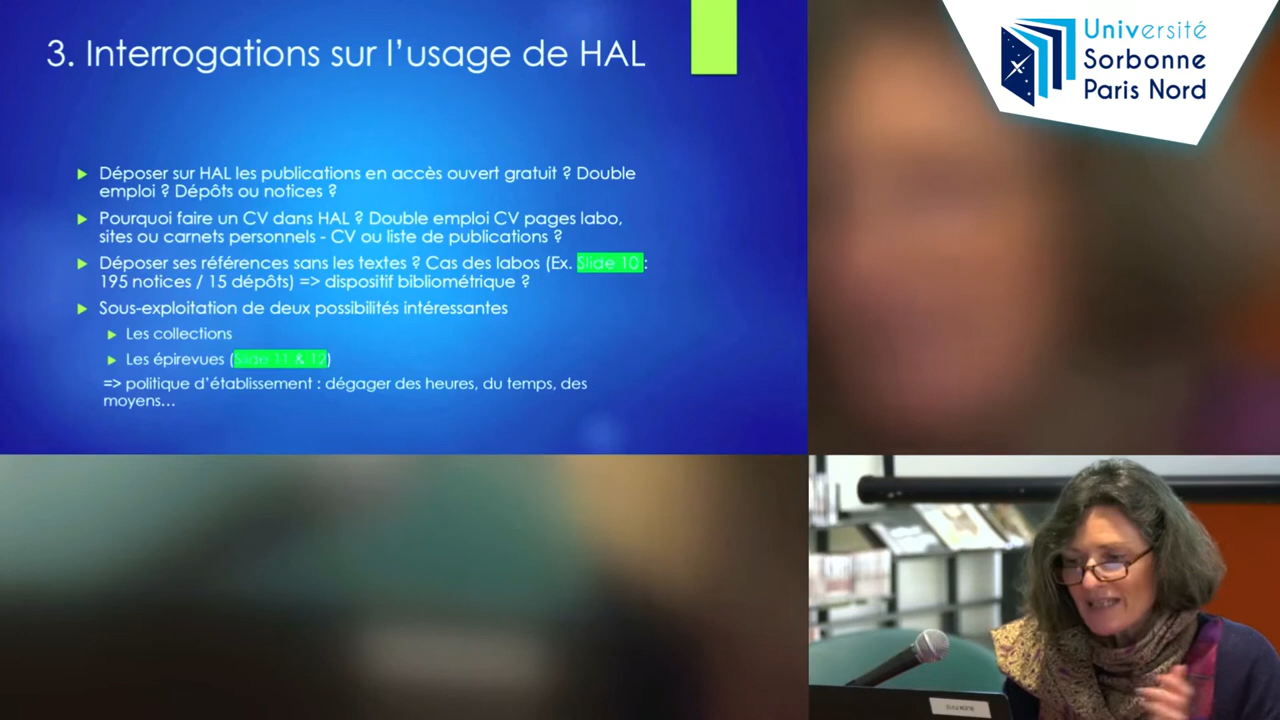 3. Interrogations sur l’usage de HAL
Université
Sorbonne
Paris Nord
Déposer sur HAL les publications en accès ouvert gratuit ? Double
emploi ? Dépôts ou notices ?
Pourquoi faire un CV dans HAL ? Double emploi CV pages labo,
sites ou carnets personnels - CV ou liste de publications ?
Déposer ses références sans les textes ? Cas des labos (Ex. Slide 10 :
195 notices / 15 dépôts) => dispositif bibliométrique ?
Sous-exploitation de deux possibilités intéressantes
Les collections
Les épirevues (Slide 11 & 12)
=> politique d’établissement : dégager des heures, du temps, des
moyens…